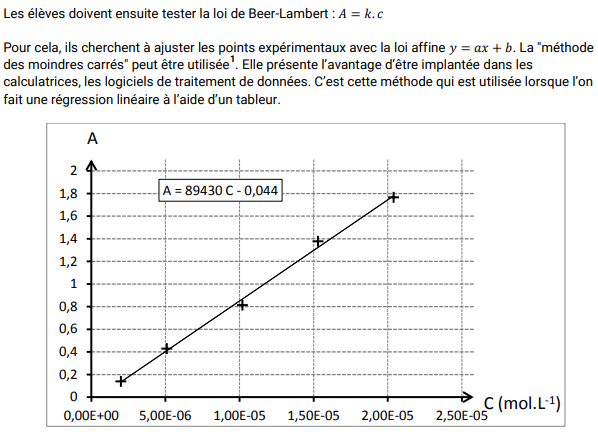 Les élèves doivent ensuite tester la loi de Beer-Lambert : A = k. c
Pour cela, ils cherchent à ajuster les points expérimentaux avec la loi affine y = ax + b. La "méthode
des moindres carrés" peut être utilisée¹. Elle présente l’avantage d’être implantée dans les
calculatrices, les logiciels de traitement de données. C’est cette méthode qui est utilisée lorsque l’on
fait une régression linéaire à l’aide d’un tableur.
A
2
A = 89430 C - 0,044
1,8
1,6
1,4
1,2
1
0,8
0,6
0,4
0,2
0
C (mol.L⁻¹)
0,00E+00 5,00E-06 1,00E-05 1,50E-05 2,00E-05 2,50E-05